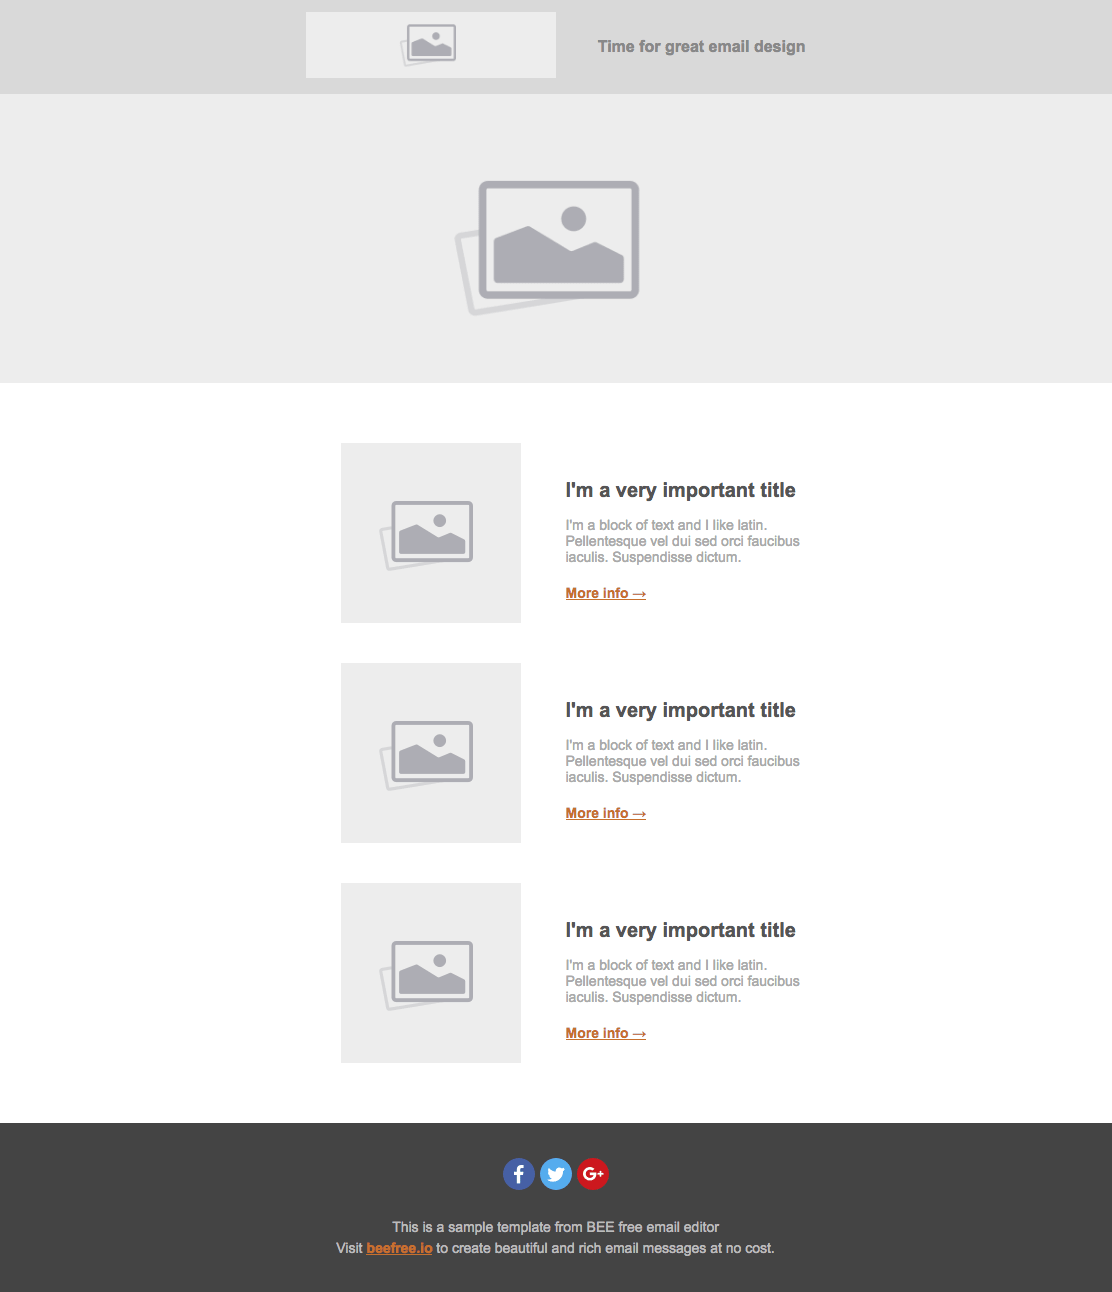 Time for great email design
I'm a very important title
I'm a block of text and I like latin.
Pellentesque vel dui sed orci faucibus
iaculis. Suspendisse dictum.
More info →
I'm a very important title
I'm a block of text and I like latin.
Pellentesque vel dui sed orci faucibus
iaculis. Suspendisse dictum.
More info →
I'm a very important title
I'm a block of text and I like latin.
Pellentesque vel dui sed orci faucibus
iaculis. Suspendisse dictum.
More info →
f G+
This is a sample template from BEE free email editor
Visit beefree.io to create beautiful and rich email messages at no cost.